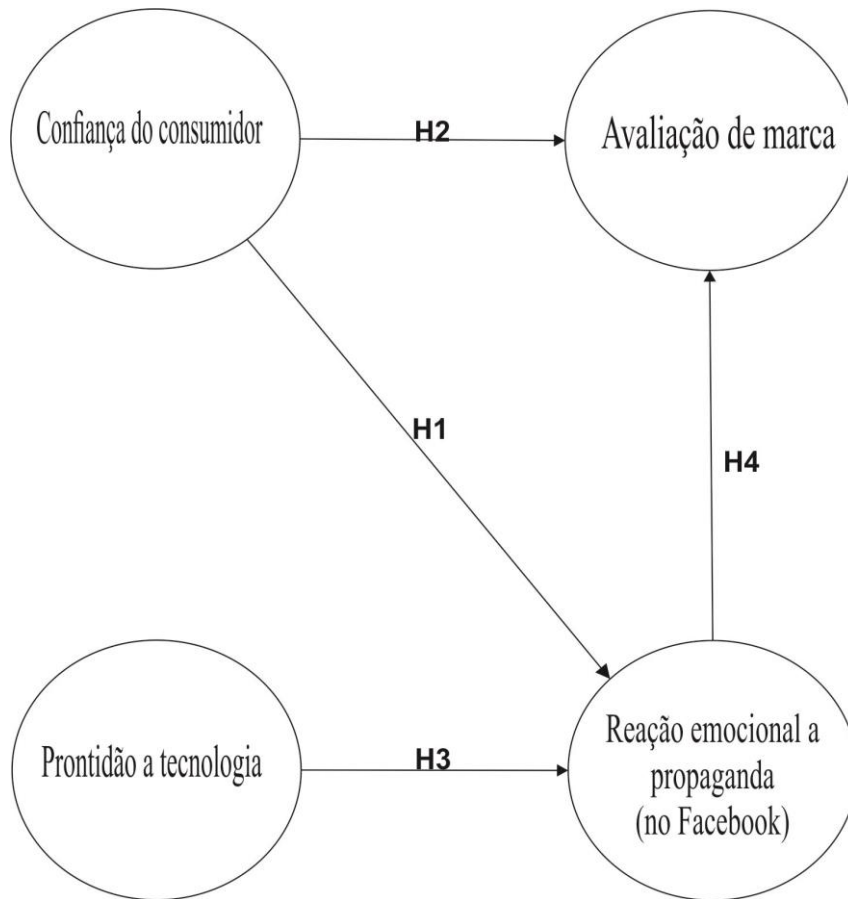 Confiança do consumidor
H2
Avaliação de marca
H1
H4
Prontidão a tecnologia
H3
Reação emocional a
propaganda
(no Facebook)